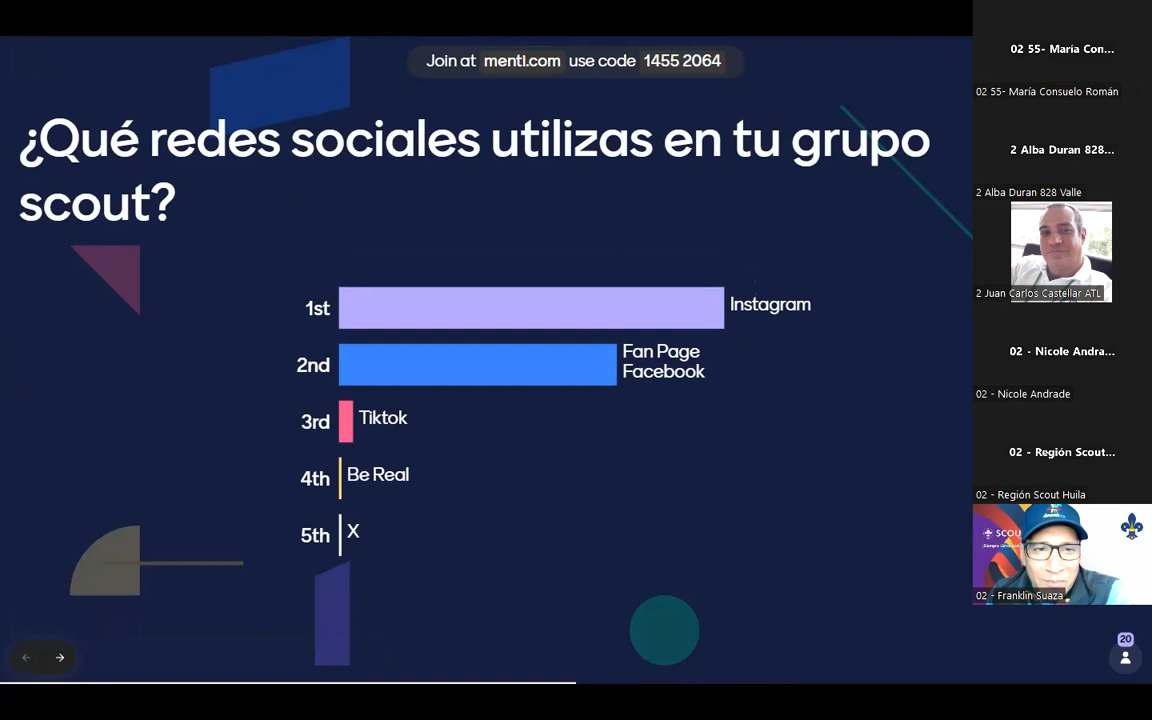 Join at menti.com use code 1455 2064
¿Qué redes sociales utilizas en tu grupo
scout?
1st
Instagram
2nd
Fan Page
Facebook
3rd
Tiktok
4th
Be Real
5th
X
20
02 55- María Con...
02 55- María Consuelo Román
2 Alba Duran 828...
2 Alba Duran 828 Valle
2 Juan Carlos Castellar ATL
02 - Nicole Andra...
02 - Nicole Andrade
02 - Región Scout...
02 - Región Scout Huila
SCOU
02 - Franklin Suaza